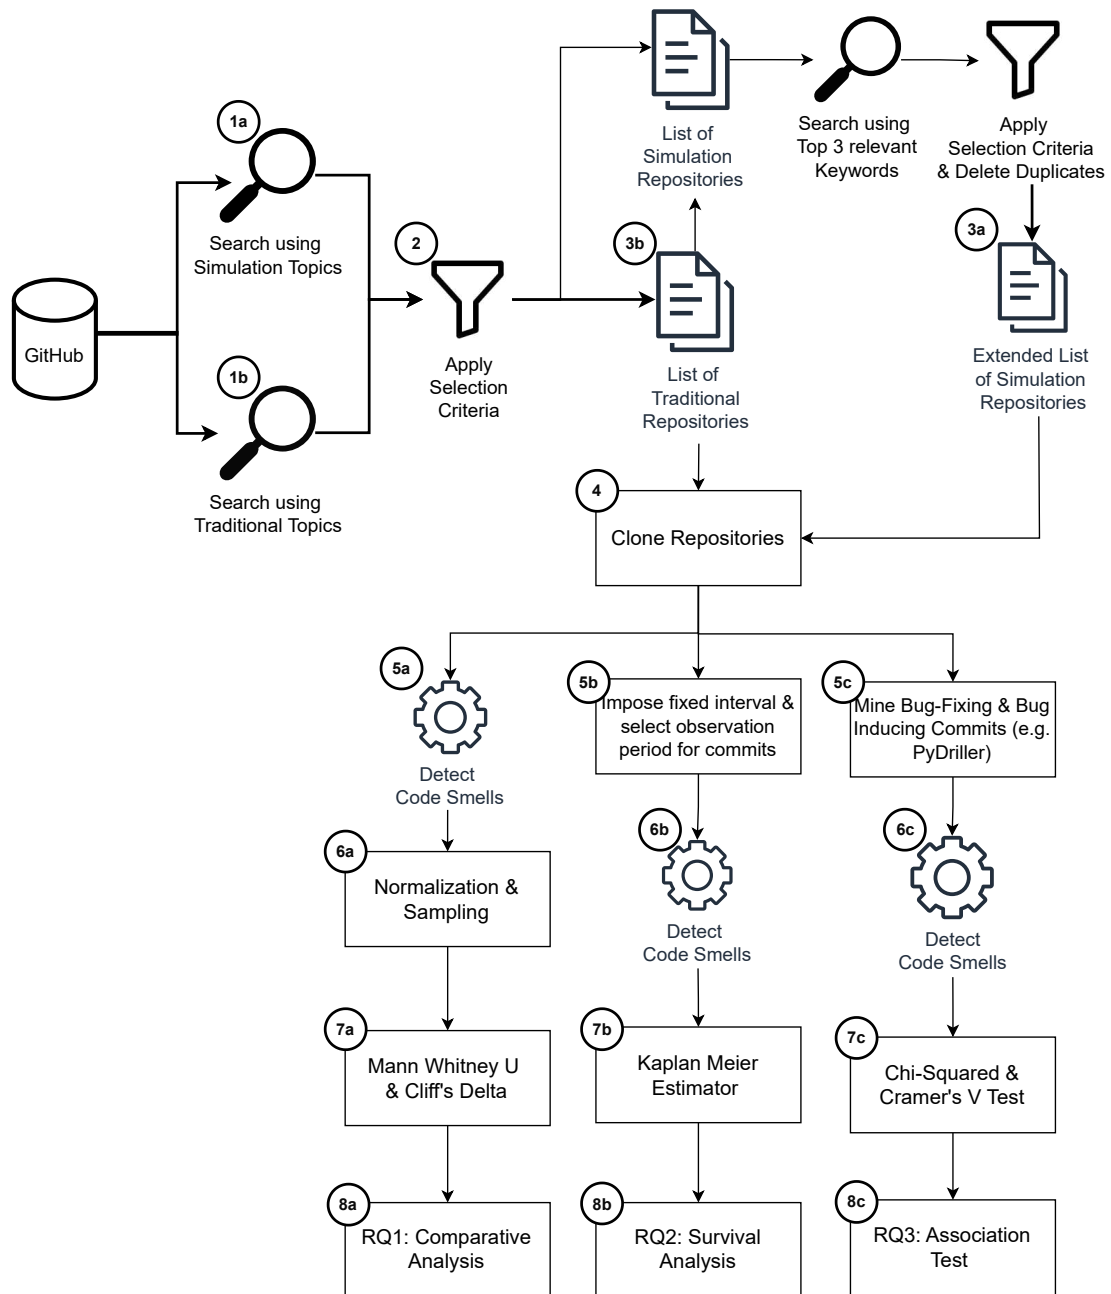 GitHub
1a
Search using
Simulation Topics
1b
Search using
Traditional Topics
2
Apply
Selection
Criteria
List of
Simulation
Repositories
Search using
Top 3 relevant
Keywords
Apply
Selection Criteria
& Delete Duplicates
3b
List of
Traditional
Repositories
3a
Extended List
of Simulation
Repositories
4
Clone Repositories
5a
Detect
Code Smells
5b
Impose fixed interval &
select observation
period for commits
5c
Mine Bug-Fixing & Bug
Inducing Commits (e.g.
PyDriller)
6a
Normalization &
Sampling
6b
Detect
Code Smells
6c
Detect
Code Smells
7a
Mann Whitney U
& Cliff's Delta
7b
Kaplan Meier
Estimator
7c
Chi-Squared &
Cramer's V Test
8a
RQ1: Comparative
Analysis
8b
RQ2: Survival
Analysis
8c
RQ3: Association
Test